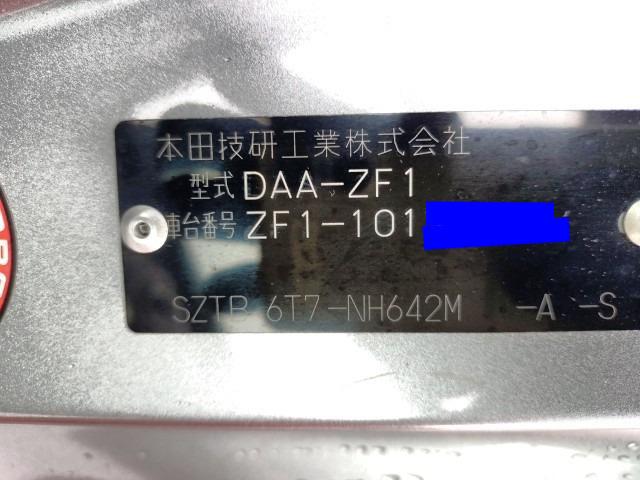 本田技研工業株式会社
型式 DAA-ZF1
車台番号 ZF1-101
SZTB 6T7-NH642M -A -S